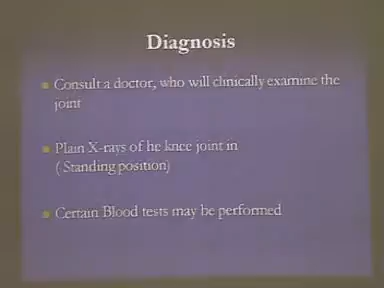 Diagnosis
Consult a doctor, who will clinically examine the
joint
Plain X-rays of he knee joint in
( Standing position)
Certain Blood tests may be performed